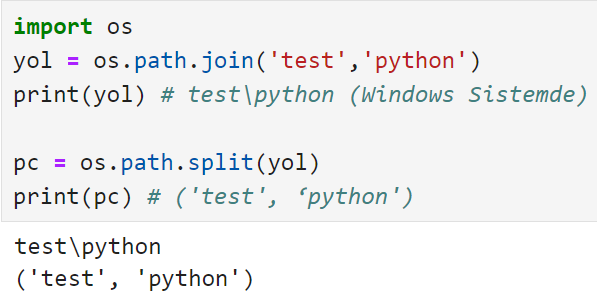 import os
yol = os.path.join('test','python')
print(yol) # test\python (Windows Sistemde)
pc = os.path.split(yol)
print(pc) # ('test', ‘python')
test\python
('test', 'python')